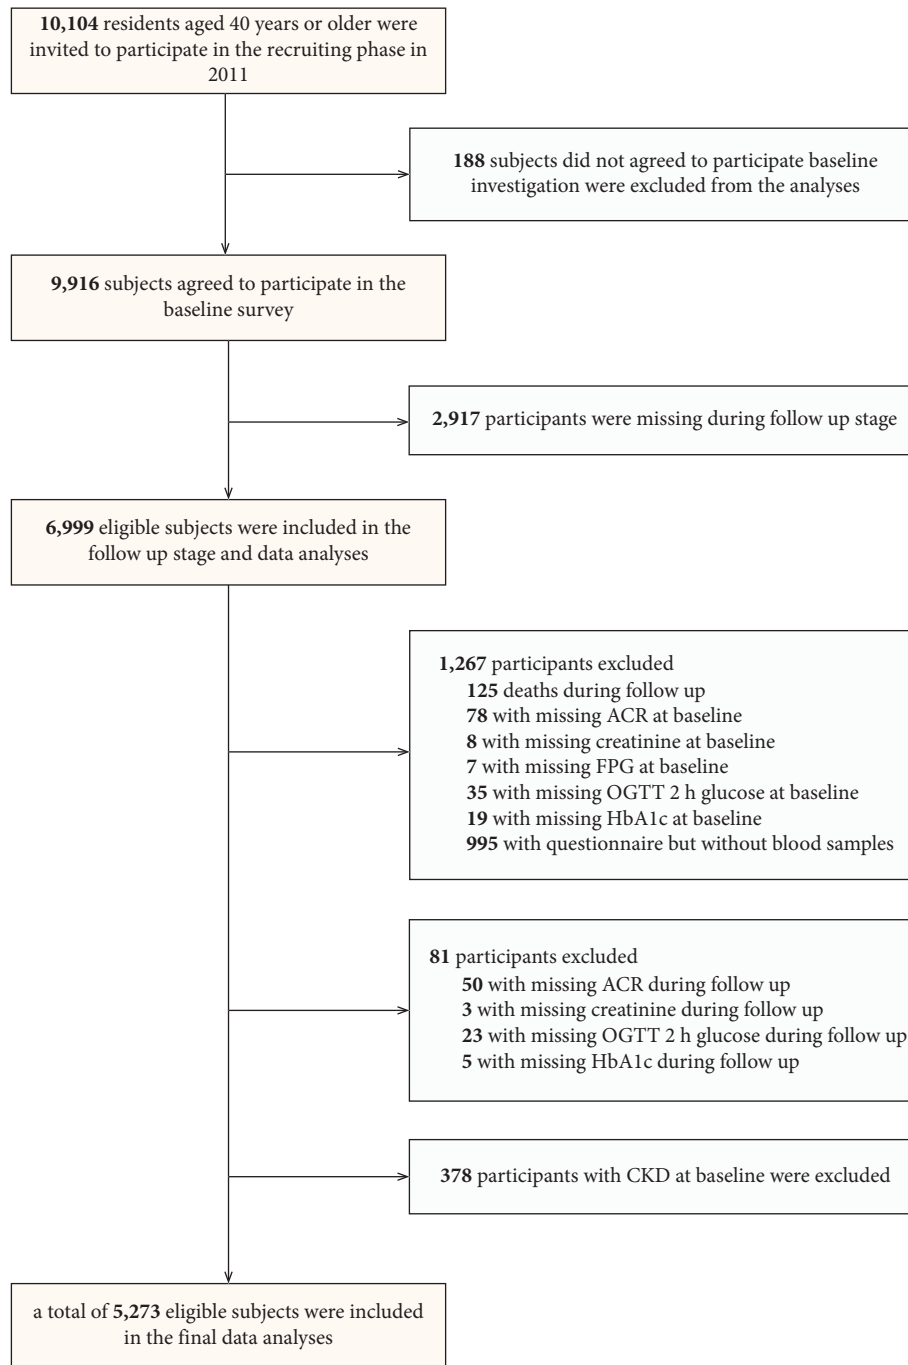 10,104 residents aged 40 years or older were
invited to participate in the recruiting phase in
2011
188 subjects did not agreed to participate baseline
investigation were excluded from the analyses
9,916 subjects agreed to participate in the
baseline survey
2,917 participants were missing during follow up stage
6,999 eligible subjects were included in the
follow up stage and data analyses
1,267 participants excluded
125 deaths during follow up
78 with missing ACR at baseline
8 with missing creatinine at baseline
7 with missing FPG at baseline
35 with missing OGTT 2 h glucose at baseline
19 with missing HbA1c at baseline
995 with questionnaire but without blood samples
81 participants excluded
50 with missing ACR during follow up
3 with missing creatinine during follow up
23 with missing OGTT 2 h glucose during follow up
5 with missing HbA1c during follow up
378 participants with CKD at baseline were excluded
a total of 5,273 eligible subjects were included
in the final data analyses